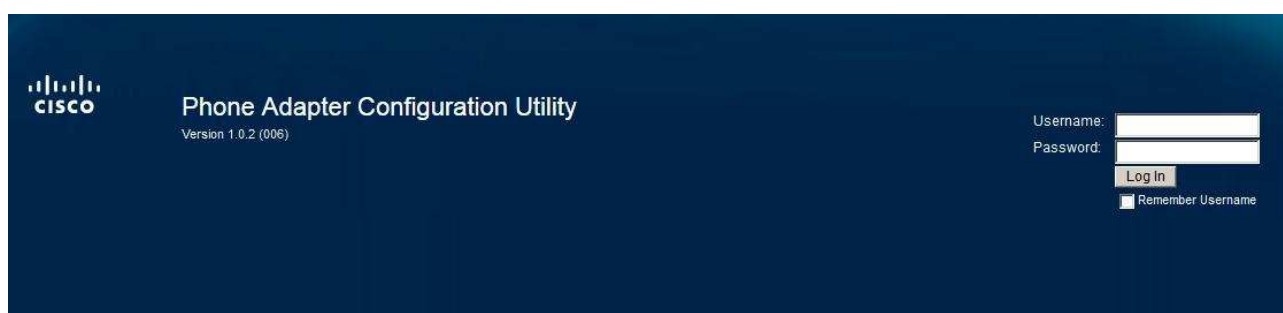 CISCO
Phone Adapter Configuration Utility
Version 1.0.2 (006)
Username:
Password:
Log In
Remember Username